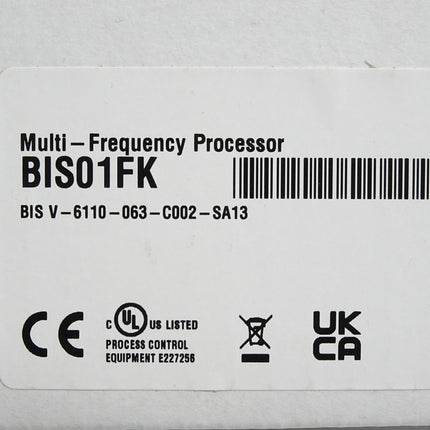 Multi-Frequency Processor
BIS01FK
BIS V-6110-063-C002-SA13
CE
C UL US LISTED
PROCESS CONTROL
EQUIPMENT E227256
UK
CA